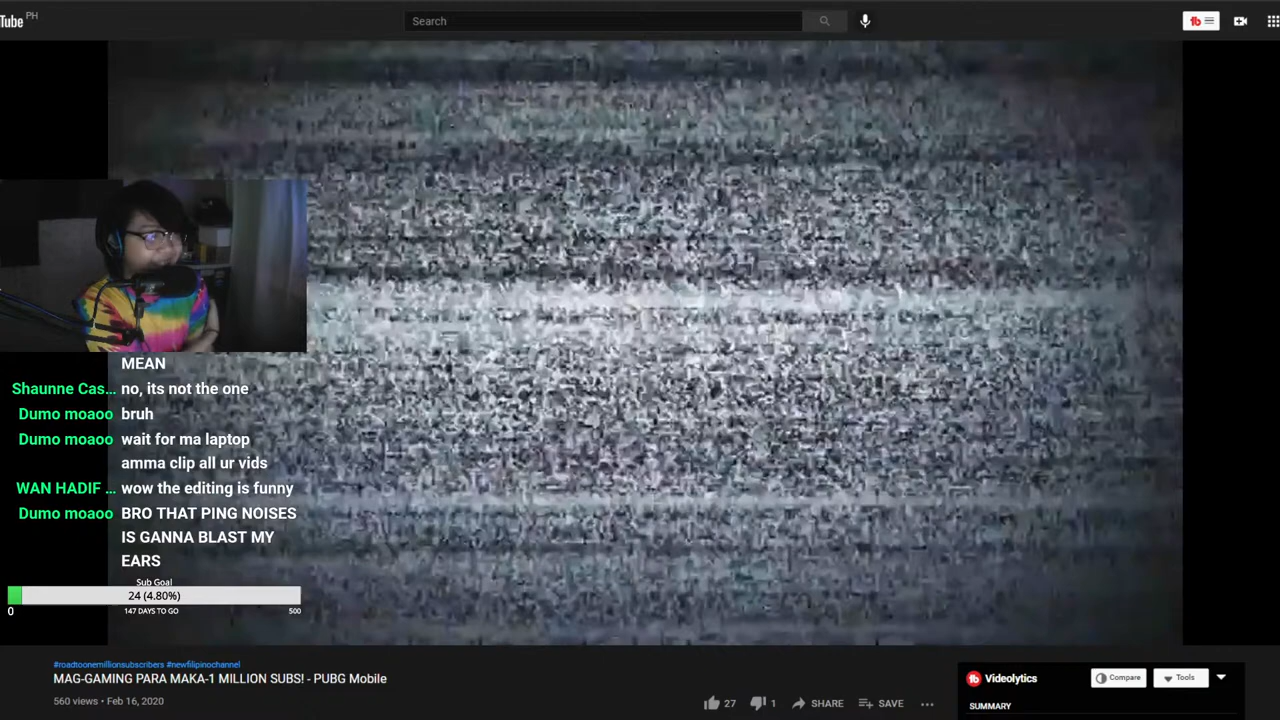 Tube PH
Search
MEAN
Shaunne Cas... no, its not the one
Dumo moaoo bruh
Dumo moaoo wait for ma laptop
amma clip all ur vids
WAN HADIF ... wow the editing is funny
Dumo moaoo BRO THAT PING NOISES
IS GANNA BLAST MY
EARS
Sub Goal
24 (4.80%)
0 147 DAYS TO GO 500
#roadtoonemillionsubscribers #newfilipinochannel
MAG-GAMING PARA MAKA-1 MILLION SUBS! - PUBG Mobile
560 views • Feb 16, 2020
27 1 SHARE SAVE ...
tb Videolytics Compare Tools
SUMMARY